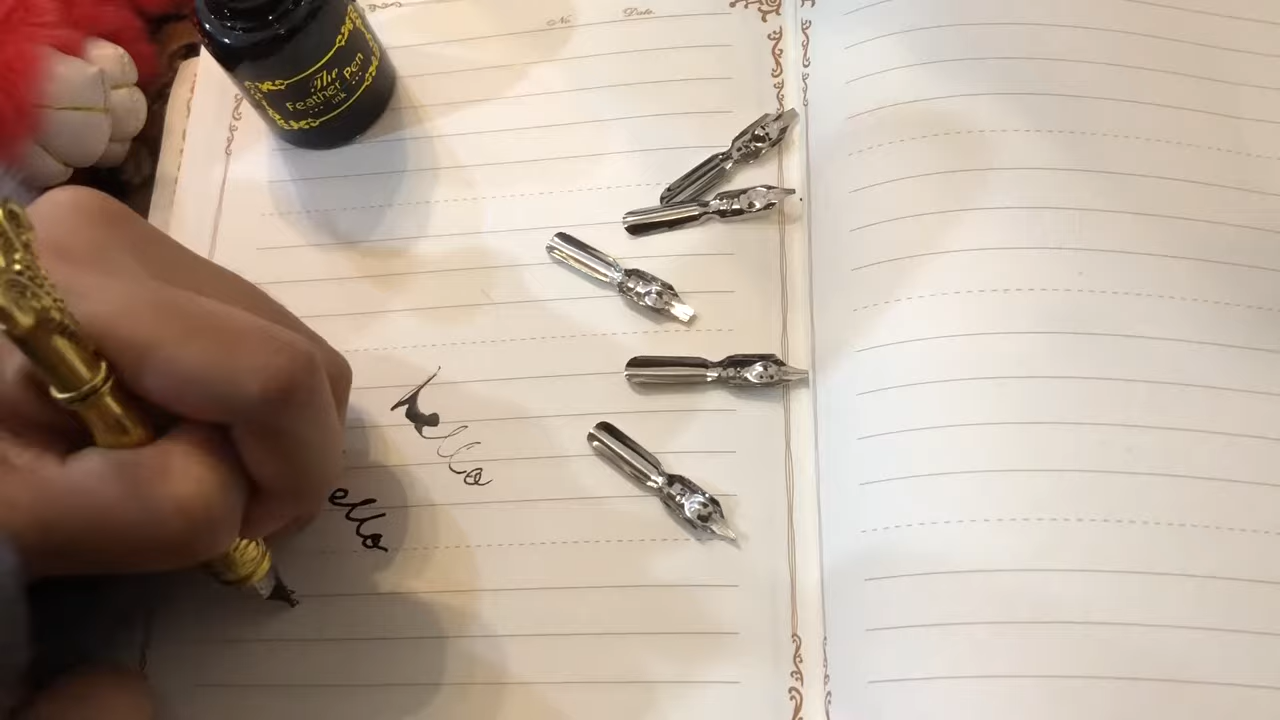 No.
Date.
The
Feather Pen
ink
hello
ello